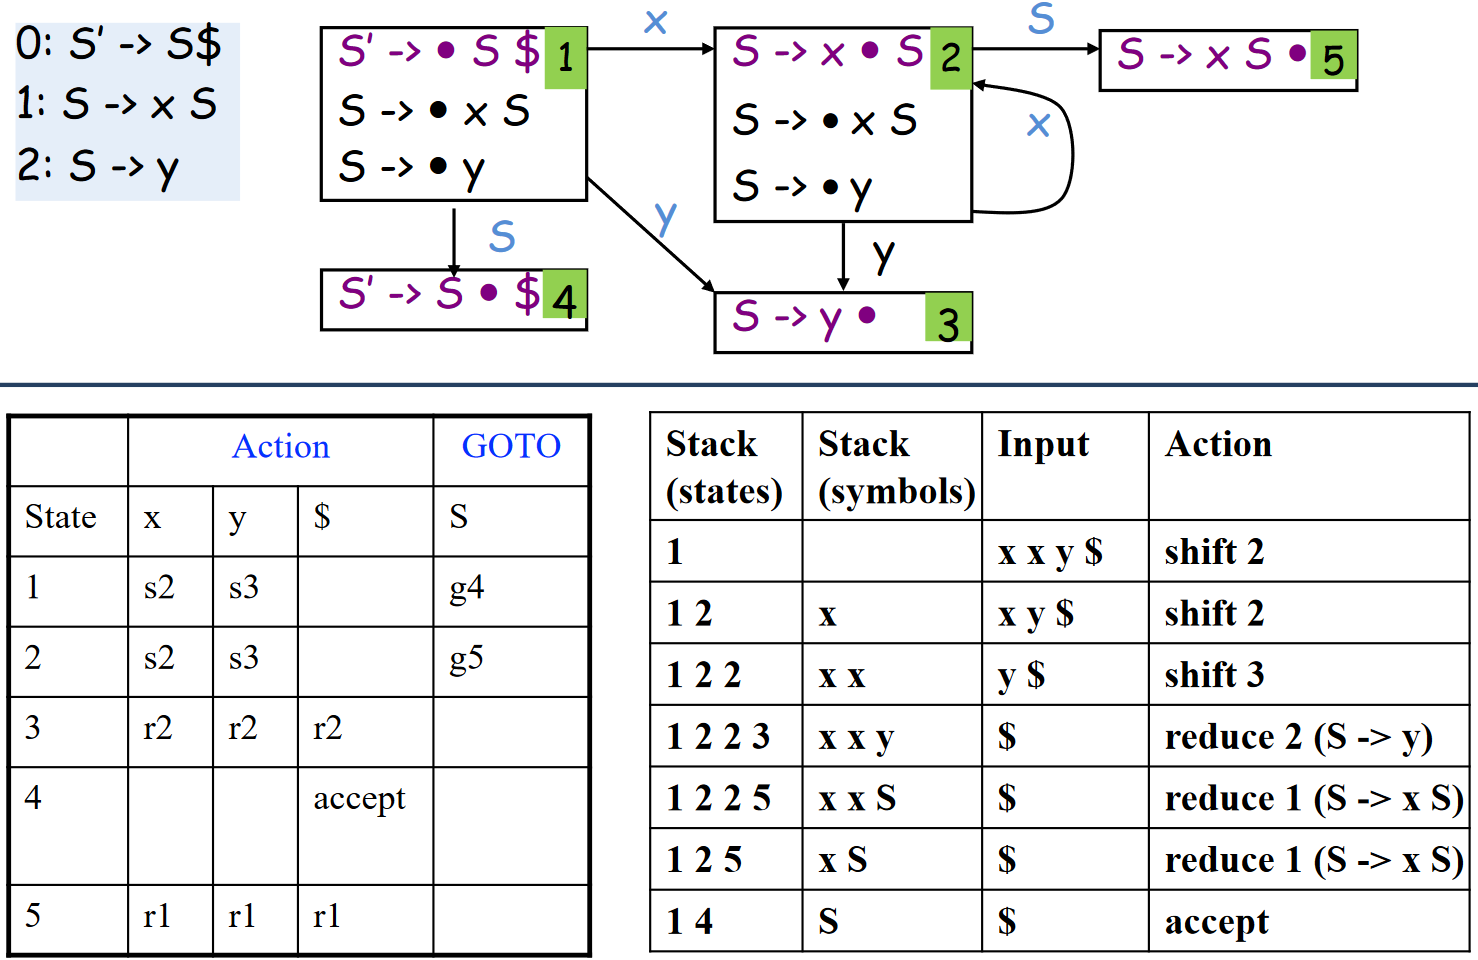 0: S' -> S$
1: S -> x S
2: S -> y
S' -> • S $ 1
S -> • x S
S -> • y
x
S -> x • S 2
S -> • x S
S -> • y
S
S -> x S • 5
x
S
y
y
S' -> S • $ 4
S -> y • 3
Action GOTO
State x y $ S
1 s2 s3 g4
2 s2 s3 g5
3 r2 r2 r2
4 accept
5 r1 r1 r1
Stack (states) Stack (symbols) Input Action
1 x x y $ shift 2
1 2 x x y $ shift 2
1 2 2 x x y $ shift 3
1 2 2 3 x x y $ reduce 2 (S -> y)
1 2 2 5 x x S $ reduce 1 (S -> x S)
1 2 5 x S $ reduce 1 (S -> x S)
1 4 S $ accept